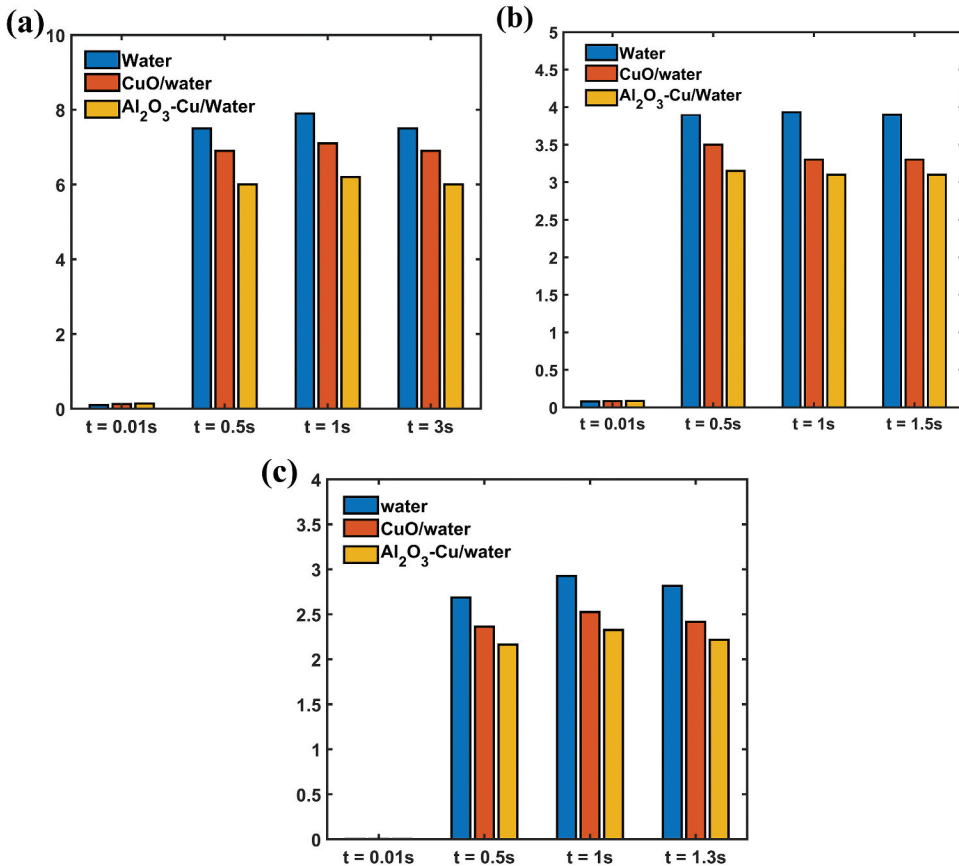 (a)
10
8
6
4
2
0
Water
CuO/water
Al₂O₃-Cu/Water
t = 0.01s t = 0.5s t = 1s t = 3s
(b)
5
4.5
4
3.5
3
2.5
2
1.5
1
0.5
0
Water
CuO/water
Al₂O₃-Cu/Water
t = 0.01s t = 0.5s t = 1s t = 1.5s
(c)
4
3.5
3
2.5
2
1.5
1
0.5
0
water
CuO/water
Al₂O₃-Cu/water
t = 0.01s t = 0.5s t = 1s t = 1.3s